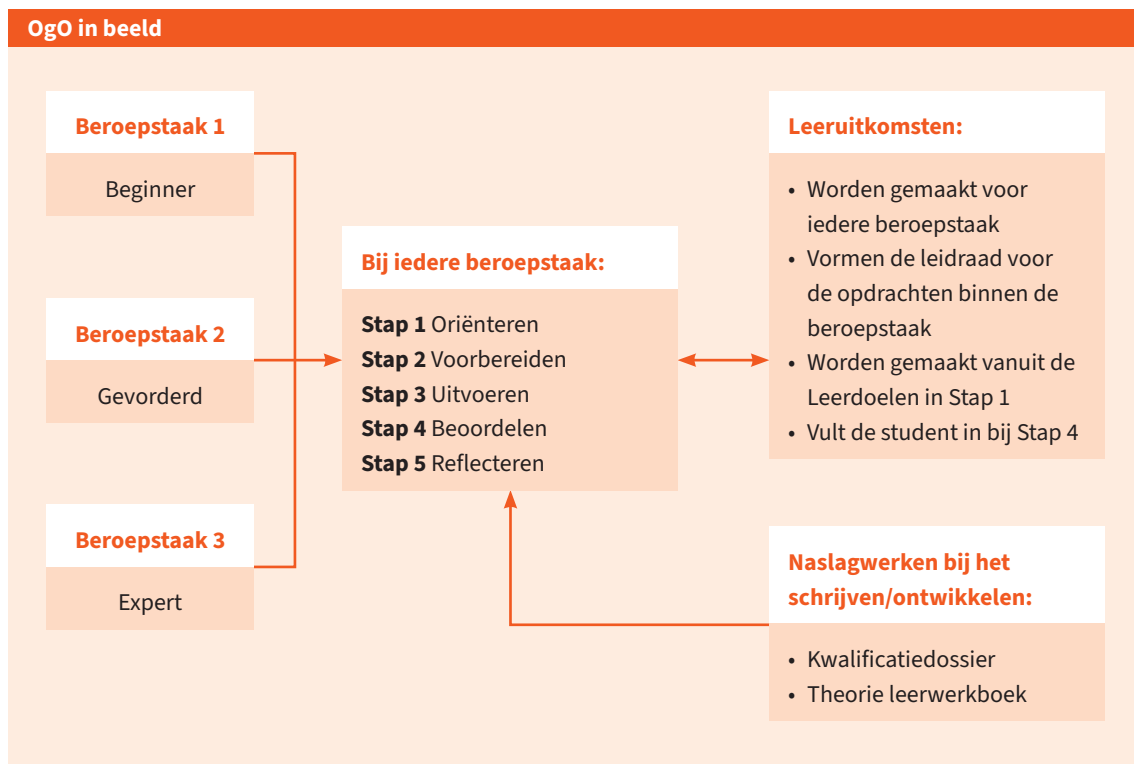 OgO in beeld
Beroepstaak 1
Beginner
Beroepstaak 2
Gevorderd
Beroepstaak 3
Expert
Bij iedere beroepstaak:
Stap 1 Oriënteren
Stap 2 Voorbereiden
Stap 3 Uitvoeren
Stap 4 Beoordelen
Stap 5 Reflecteren
Leeruitkomsten:
• Worden gemaakt voor
iedere beroepstaak
• Vormen de leidraad voor
de opdrachten binnen de
beroepstaak
• Worden gemaakt vanuit de
Leerdoelen in Stap 1
• Vult de student in bij Stap 4
Naslagwerken bij het
schrijven/ontwikkelen:
• Kwalificatiedossier
• Theorie leerwerkboek